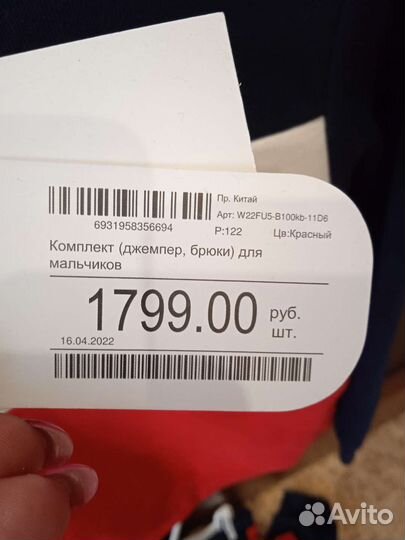 Пр. Китай
Арт: W22FU5-B100kb-11D6
6931958356694
Р:122 Цв:Красный
Комплект (джемпер, брюки) для
мальчиков
1799.00 руб.
шт.
16.04.2022
Avito